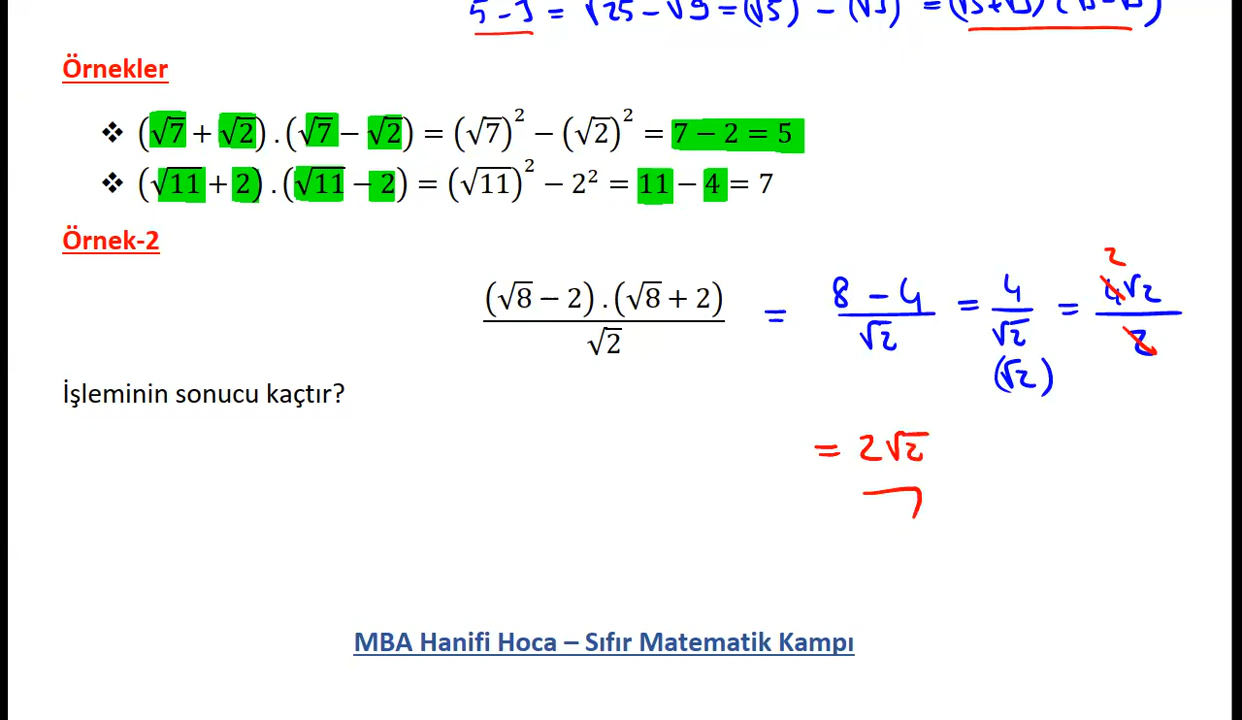 5 - 3 = √25 - √9 = (√5) - (√3) = (√5+√3)(√5-√3)
Örnekler
❖ (√7 + √2) . (√7 − √2) = (√7)² − (√2)² = 7 − 2 = 5
❖ (√11 + 2) . (√11 − 2) = (√11)² − 2² = 11 − 4 = 7
Örnek-2
(√8 − 2) . (√8 + 2) / √2 = 8 - 4 / √2 = 4 / √2 (√2) = 4√2 / 2
2
İşleminin sonucu kaçtır?
= 2√2
MBA Hanifi Hoca – Sıfır Matematik Kampı